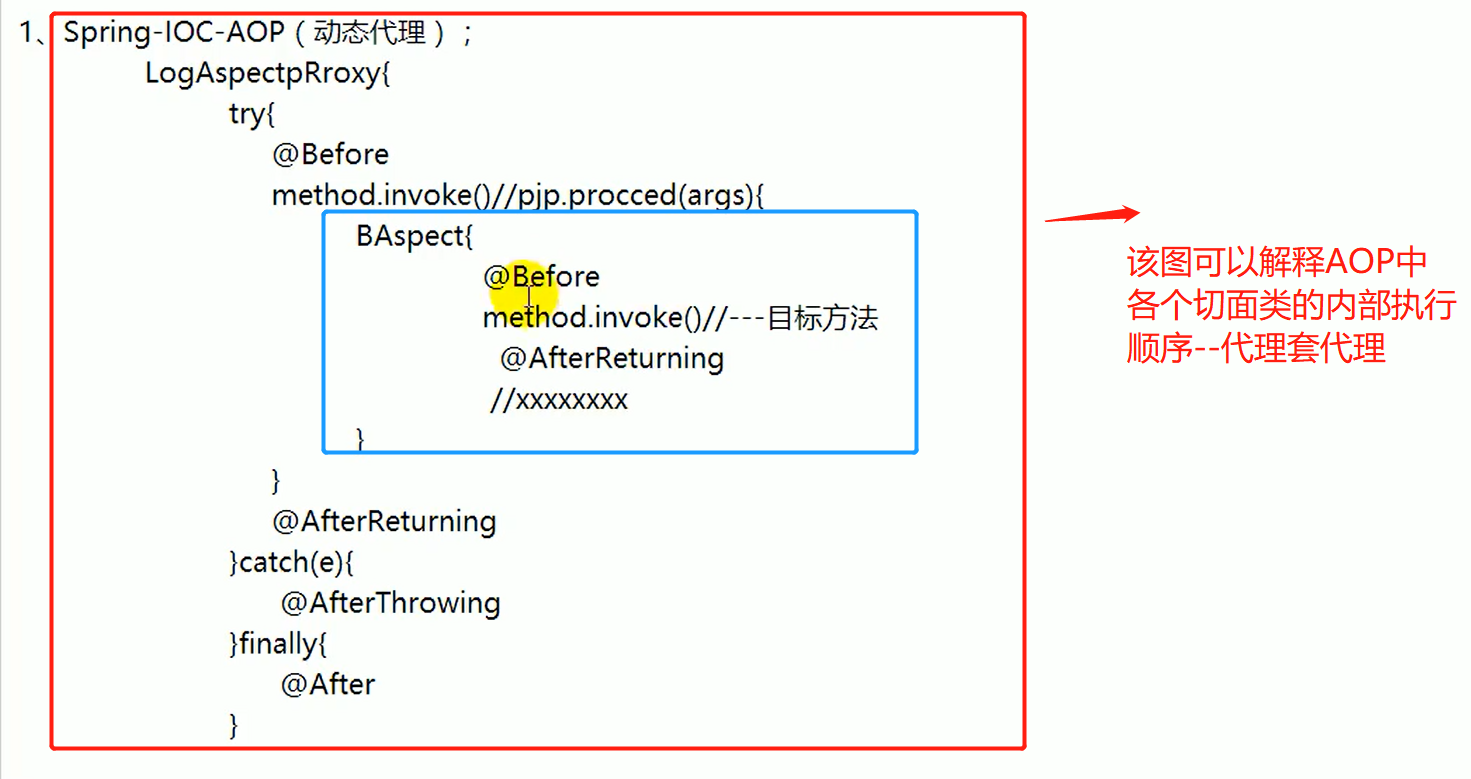 1、Spring-IOC-AOP（动态代理）;
LogAspectpRroxy{
try{
@Before
method.invoke()//pjp.procced(args){
BAspect{
@Before
method.invoke()//---目标方法
@AfterReturning
//xxxxxxxx
}
}
@AfterReturning
}catch(e){
@AfterThrowing
}finally{
@After
}
该图可以解释AOP中
各个切面类的内部执行
顺序--代理套代理